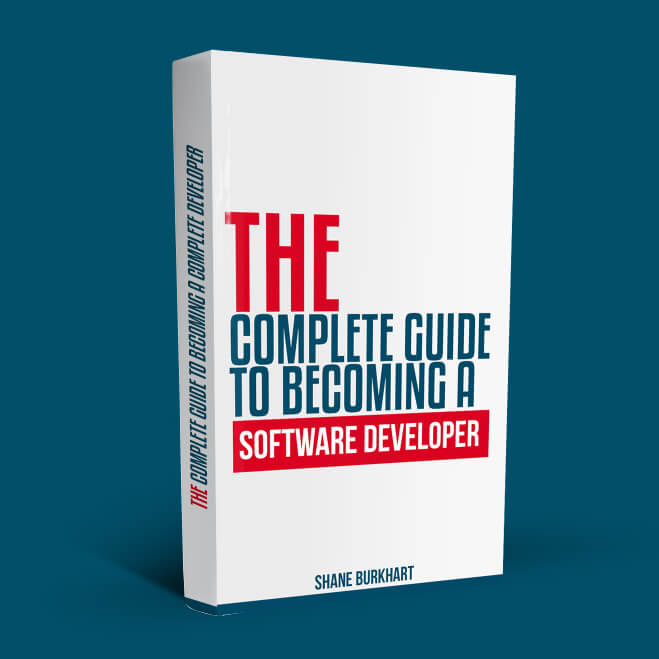 THE COMPLETE GUIDE TO BECOMING A COMPLETE DEVELOPER
THE
COMPLETE GUIDE
TO BECOMING A
SOFTWARE DEVELOPER
SHANE BURKHART